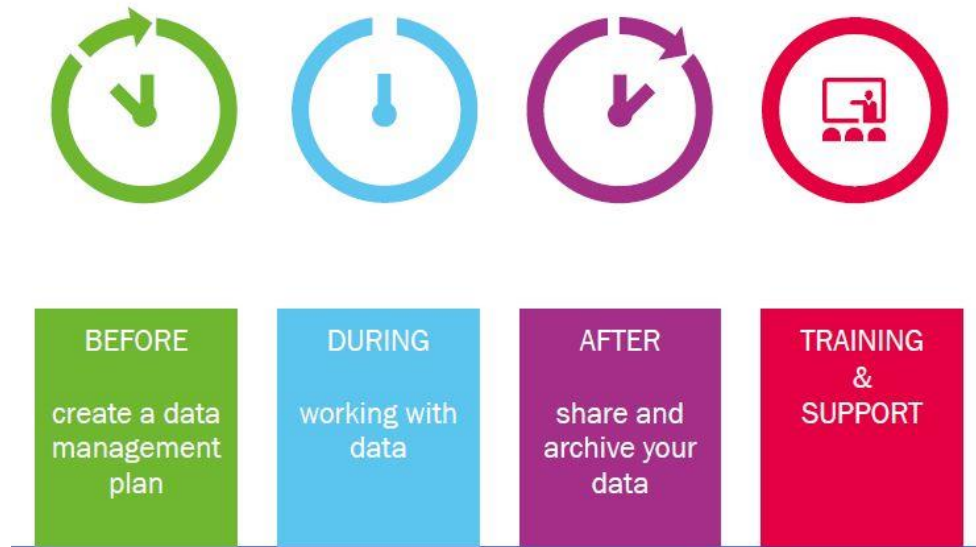 BEFORE
create a data
management
plan
DURING
working with
data
AFTER
share and
archive your
data
TRAINING
&
SUPPORT